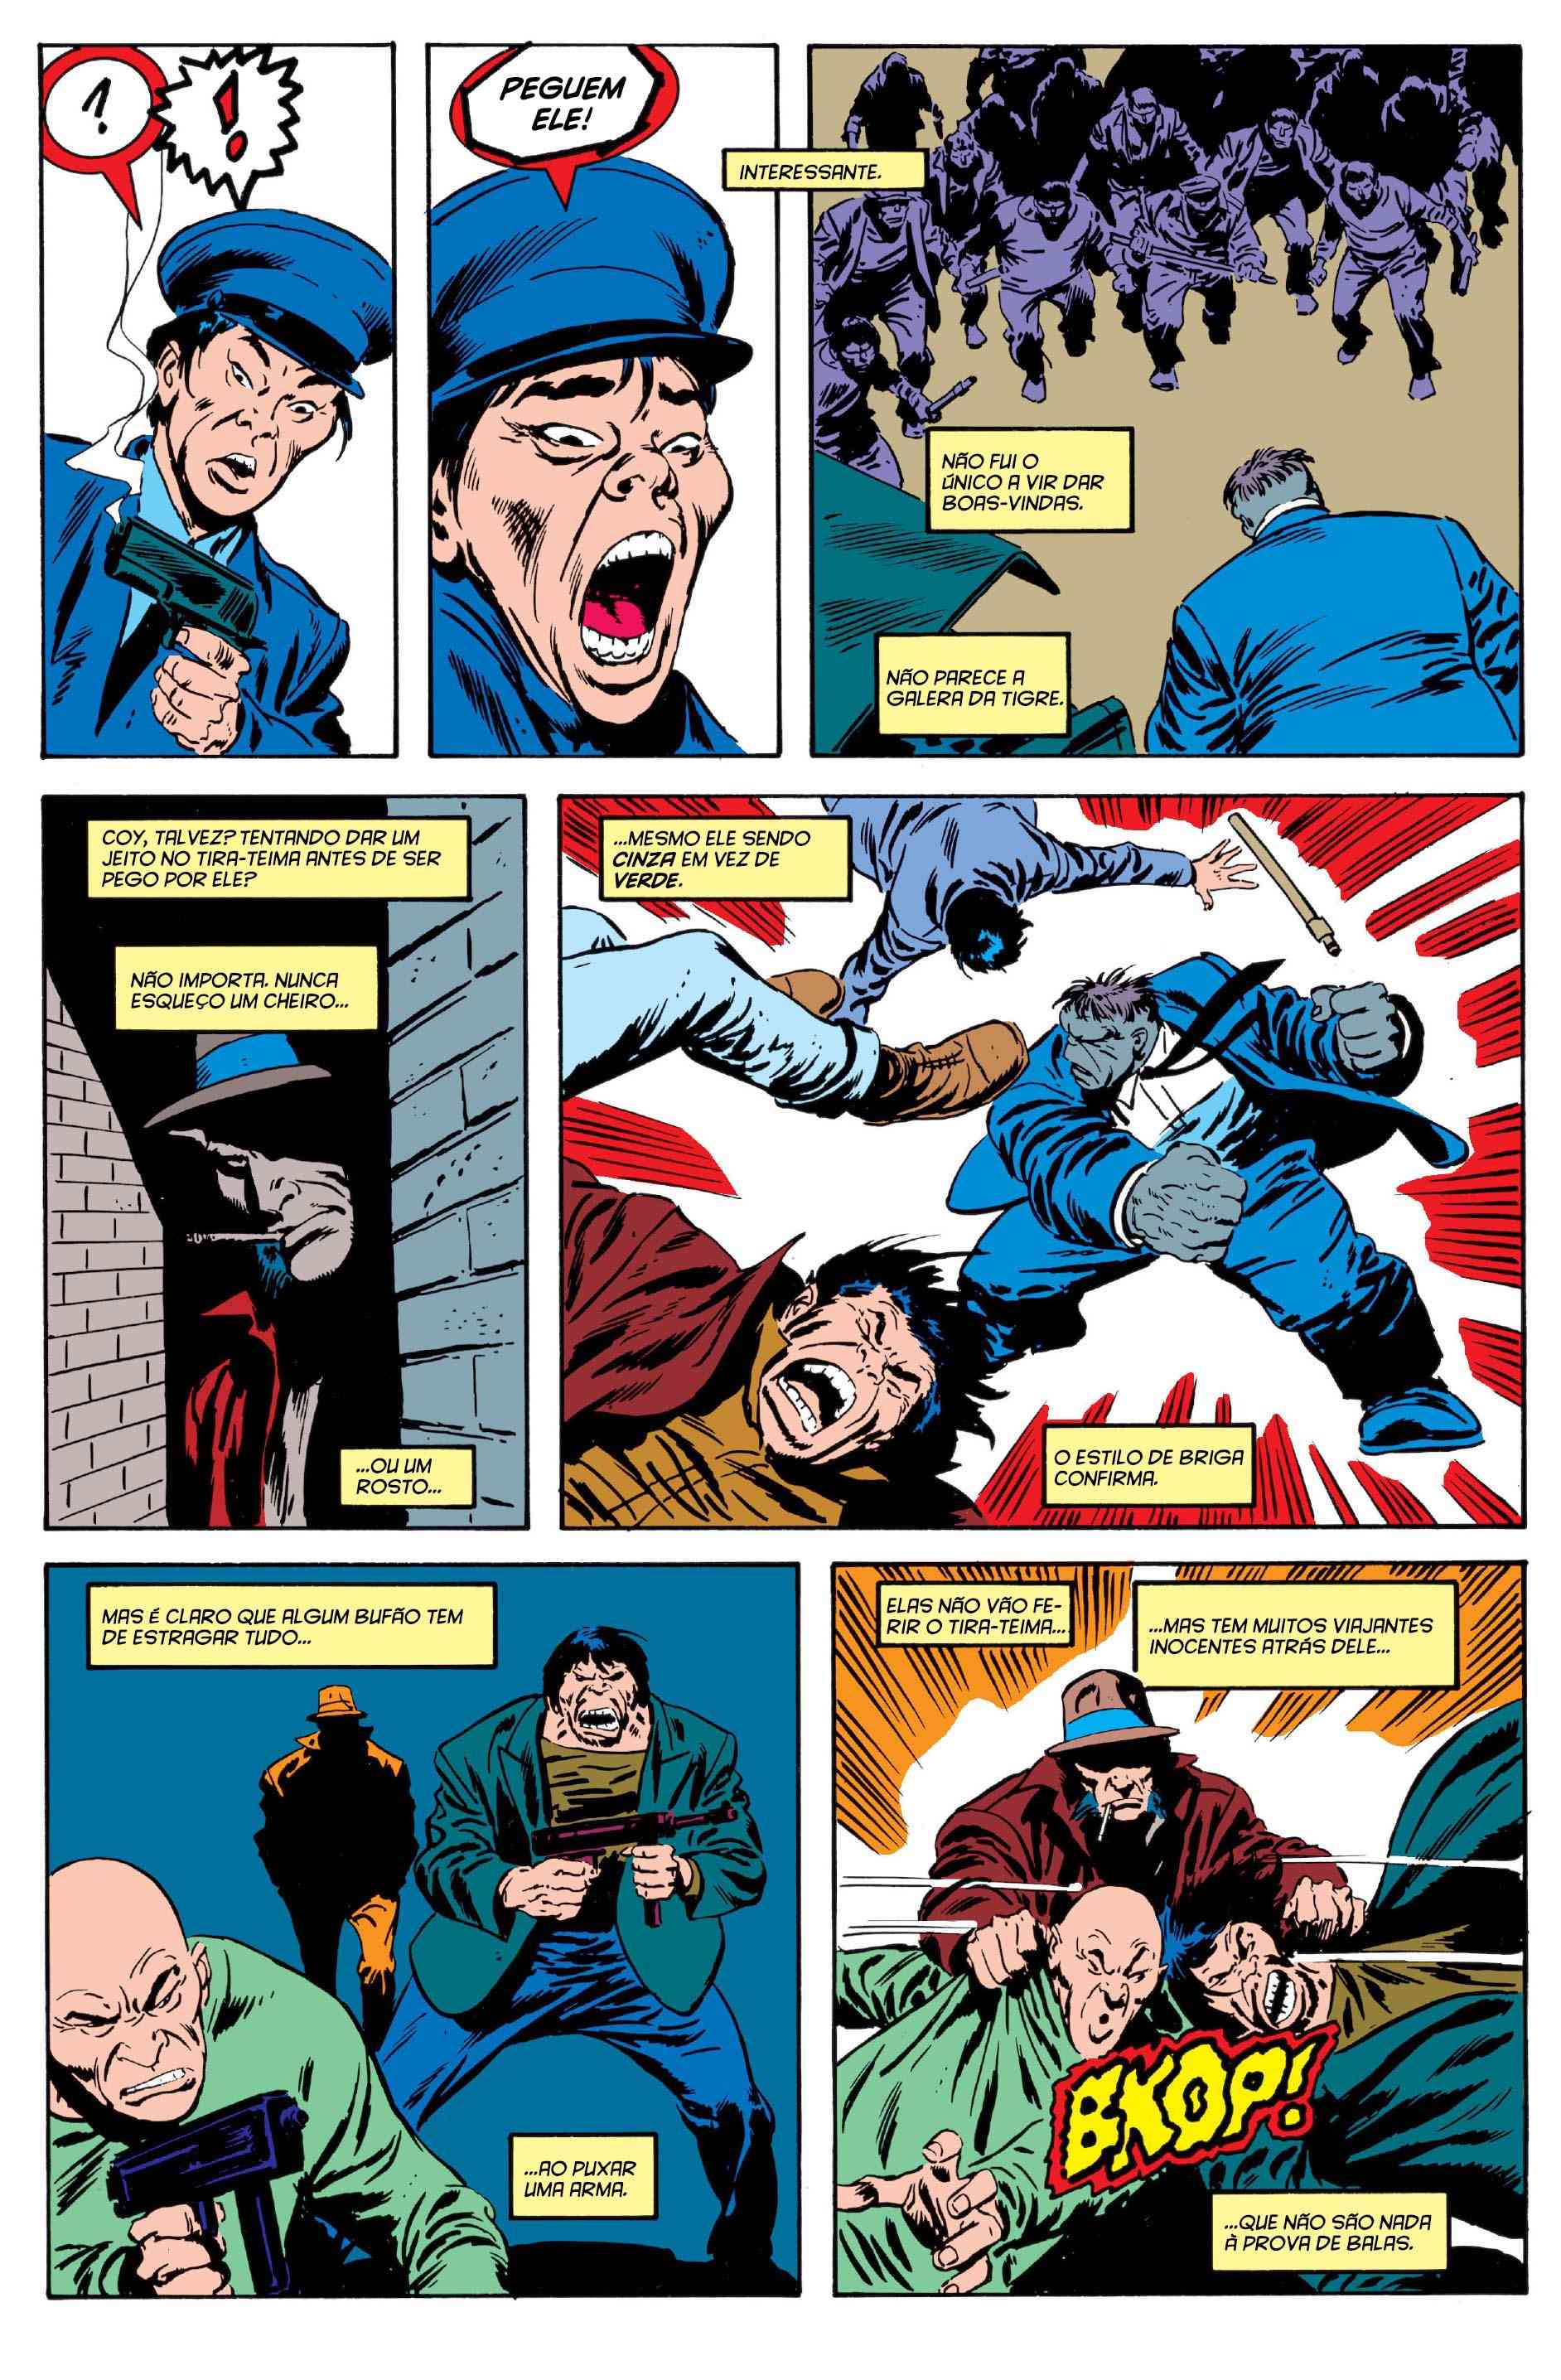 ?
!
PEGUEM
ELE!
INTERESSANTE.
NÃO FUI O
ÚNICO A VIR DAR
BOAS-VINDAS.
NÃO PARECE A
GALERA DA TIGRE.
COY, TALVEZ? TENTANDO DAR UM
JEITO NO TIRA-TEIMA ANTES DE SER
PEGO POR ELE?
NÃO IMPORTA. NUNCA
ESQUEÇO UM CHEIRO...
...OU UM
ROSTO...
...MESMO ELE SENDO
CINZA EM VEZ DE
VERDE.
O ESTILO DE BRIGA
CONFIRMA.
MAS É CLARO QUE ALGUM BUFÃO TEM
DE ESTRAGAR TUDO...
...AO PUXAR
UMA ARMA.
ELAS NÃO VÃO FE-
RIR O TIRA-TEIMA...
...MAS TEM MUITOS VIAJANTES
INOCENTES ATRÁS DELE...
BKOP!
...QUE NÃO SÃO NADA
À PROVA DE BALAS.